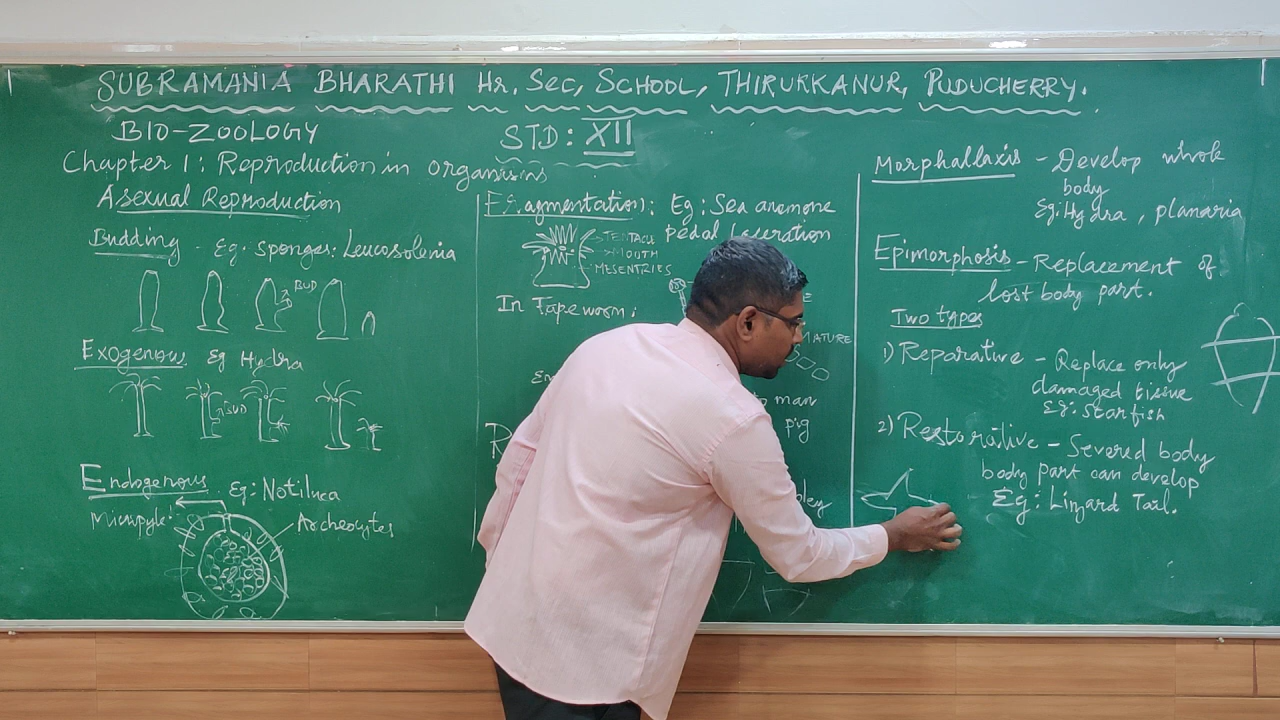 SUBRAMANIA BHARATHI Hr. Sec, SCHOOL, THIRUKKANUR, PUDUCHERRY.
BIO-ZOOLOGY
STD: XII
Chapter 1: Reproduction in organisms
Asexual Reproduction
Budding - Eg. Sponges: Leucosolenia
BUD
Exogenous Eg Hydra
BUD
Endogenous Eg: Notiluca
Micropyle:
Archeocytes
Fragmentation: Eg: Sea anemone
pedal laceration
TENTACLE
MOUTH
MESENTRIES
In Tapeworm:
MATURE
man
pig
Morphallaxis - Develop whole
body
Eg: Hydra, planaria
Epimorphosis - Replacement of
lost body part.
Two types
1) Reparative - Replace only
damaged tissue
Eg: Starfish
2) Restorative - Severed body
body part can develop
Eg: Linzard Tail.